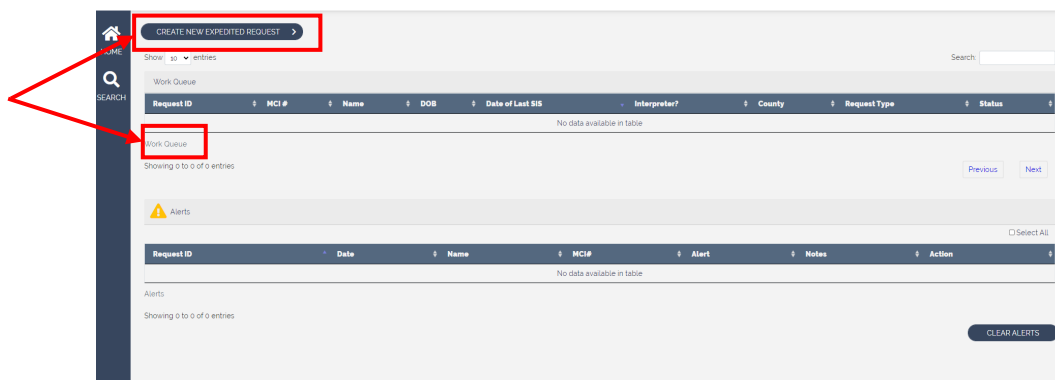 CREATE NEW EXPEDITED REQUEST
HOME
Show 10 entries
Search:
SEARCH
Work Queue
Request ID MCI # Name DOB Date of Last SIS Interpreter? County Request Type Status
No data available in table
Work Queue
Showing 0 to 0 of 0 entries
Previous Next
Alerts
Select All
Request ID Date Name MCI# Alert Notes Action
No data available in table
Alerts
Showing 0 to 0 of 0 entries
CLEAR ALERTS